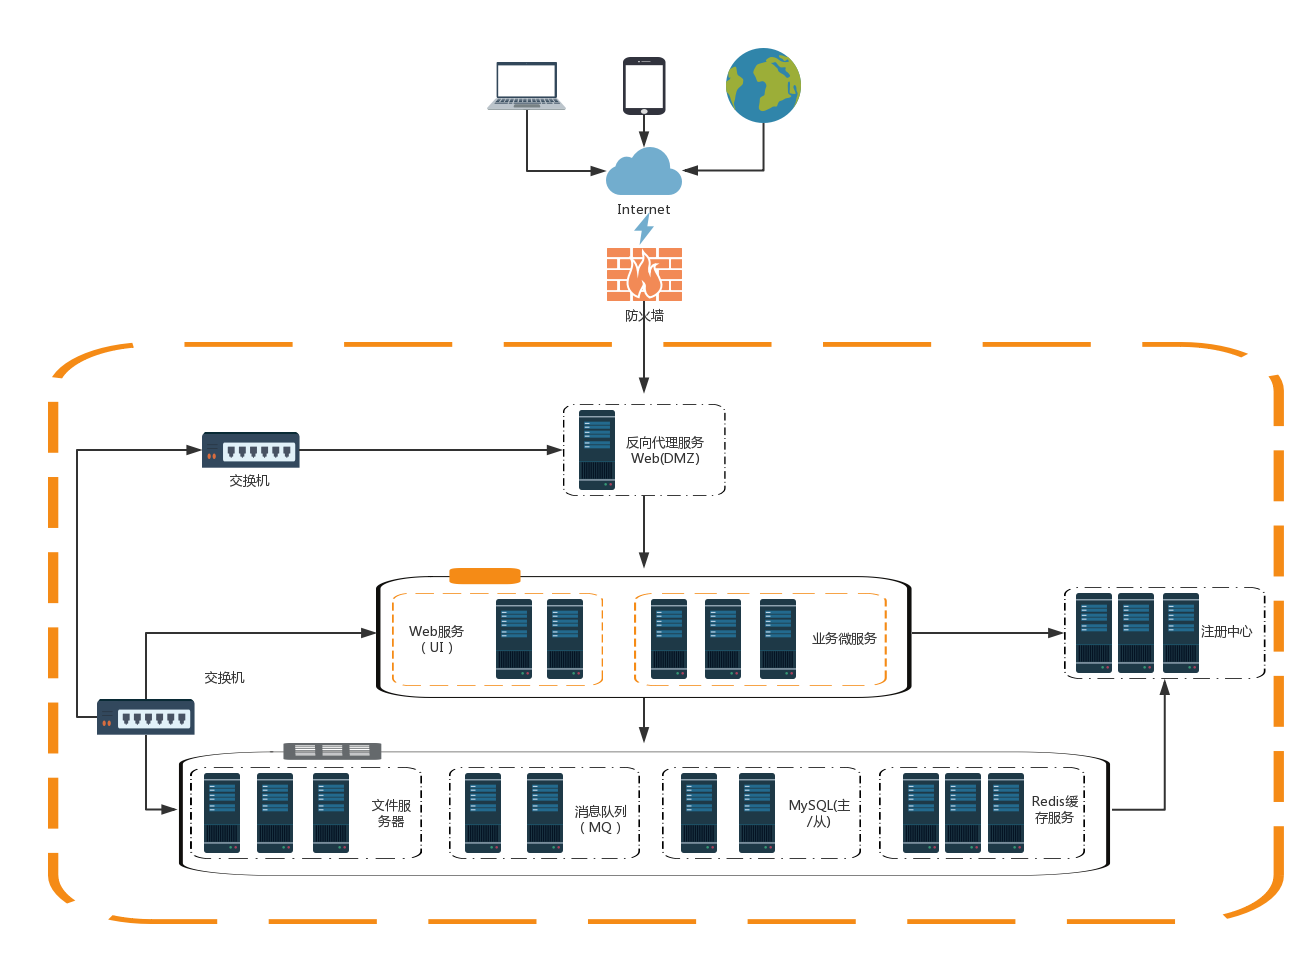 Internet
防火墙
反向代理服务
Web(DMZ)
交换机
Web服务
（UI）
业务微服务
注册中心
交换机
文件服
务器
消息队列
（MQ）
MySQL(主
/从)
Redis缓
存服务